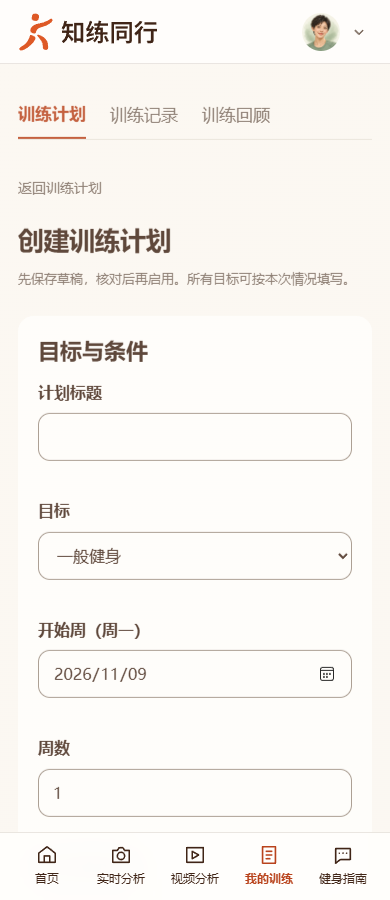 知练同行
训练计划 训练记录 训练回顾
返回训练计划
创建训练计划
先保存草稿，核对后再启用。所有目标可按本次情况填写。
目标与条件
计划标题
目标
一般健身
开始周（周一）
2026/11/09
周数
1
首页 实时分析 视频分析 我的训练 健身指南